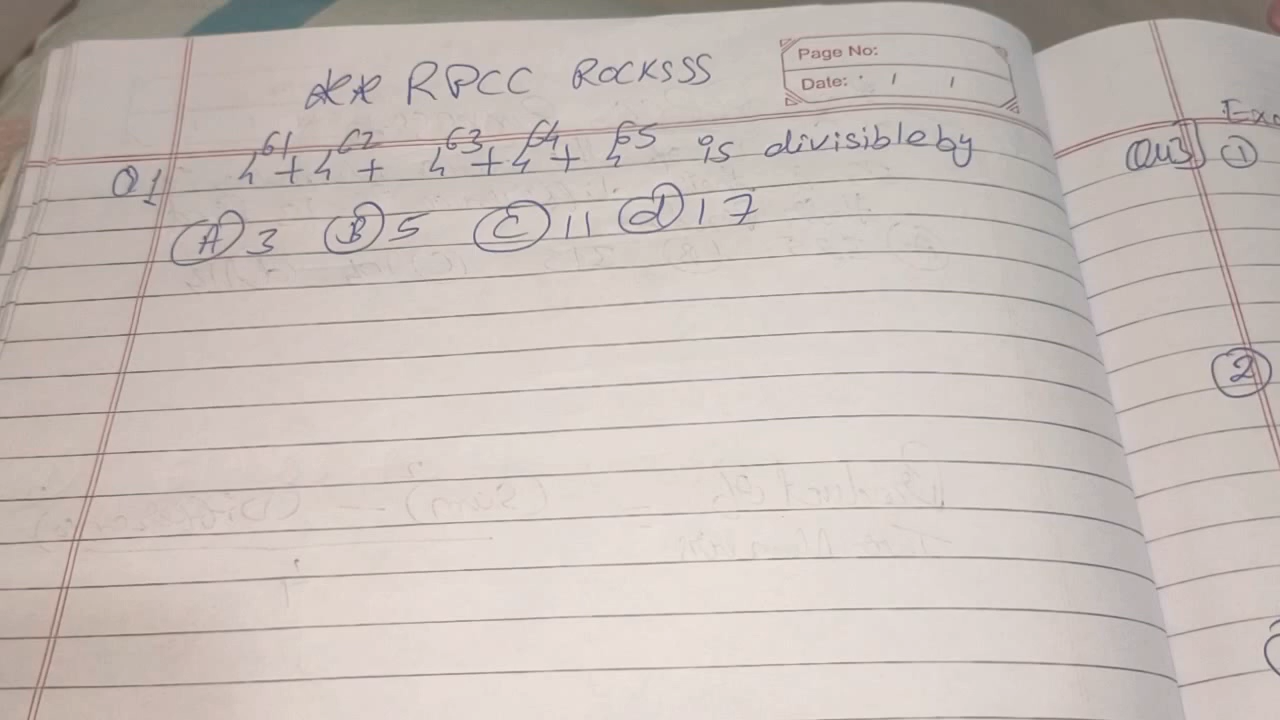 RPCC ROCKSSS
Page No:
Date: / /
Q1 4^61 + 4^62 + 4^63 + 4^64 + 4^65 is divisible by
(A) 3 (B) 5 (C) 11 (d) 17
Qu3] ①
②